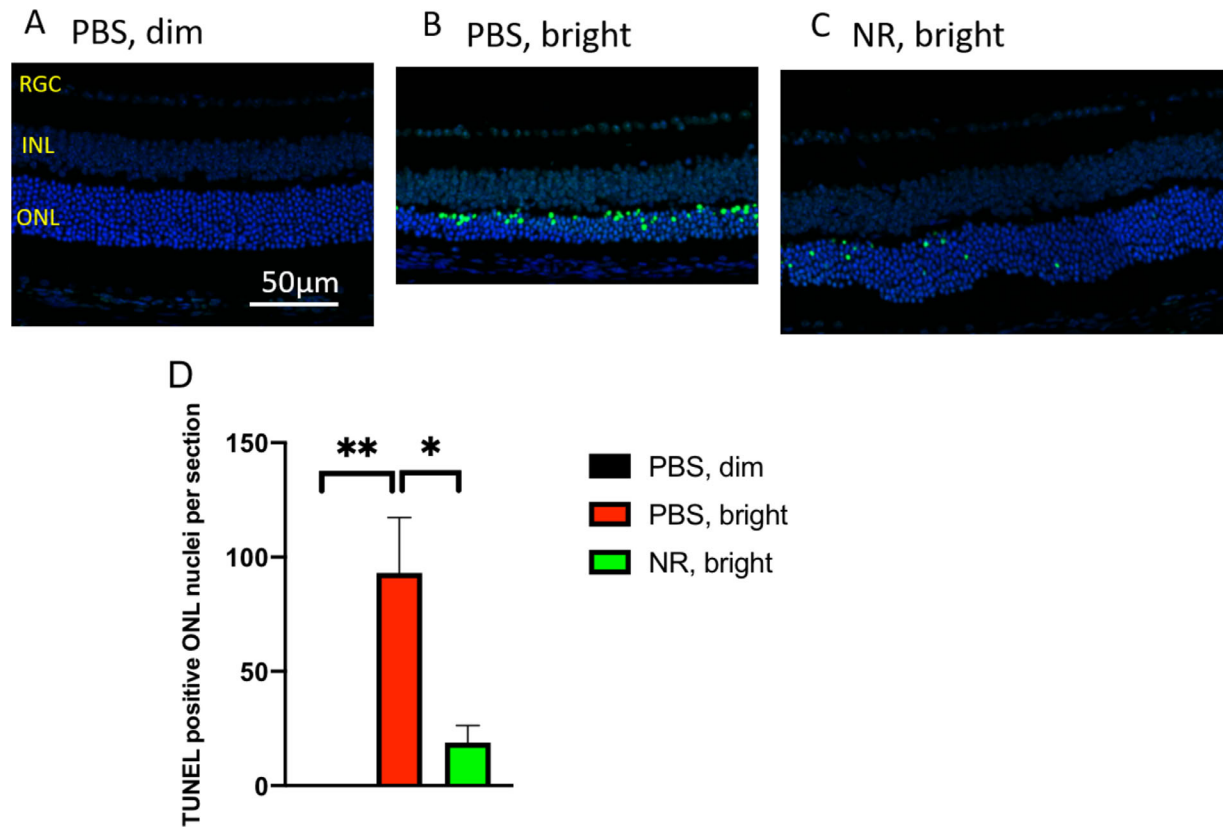 A PBS, dim
B PBS, bright
C NR, bright
RGC
INL
ONL
50µm
D
TUNEL positive ONL nuclei per section
150
100
50
0
** *
PBS, dim
PBS, bright
NR, bright